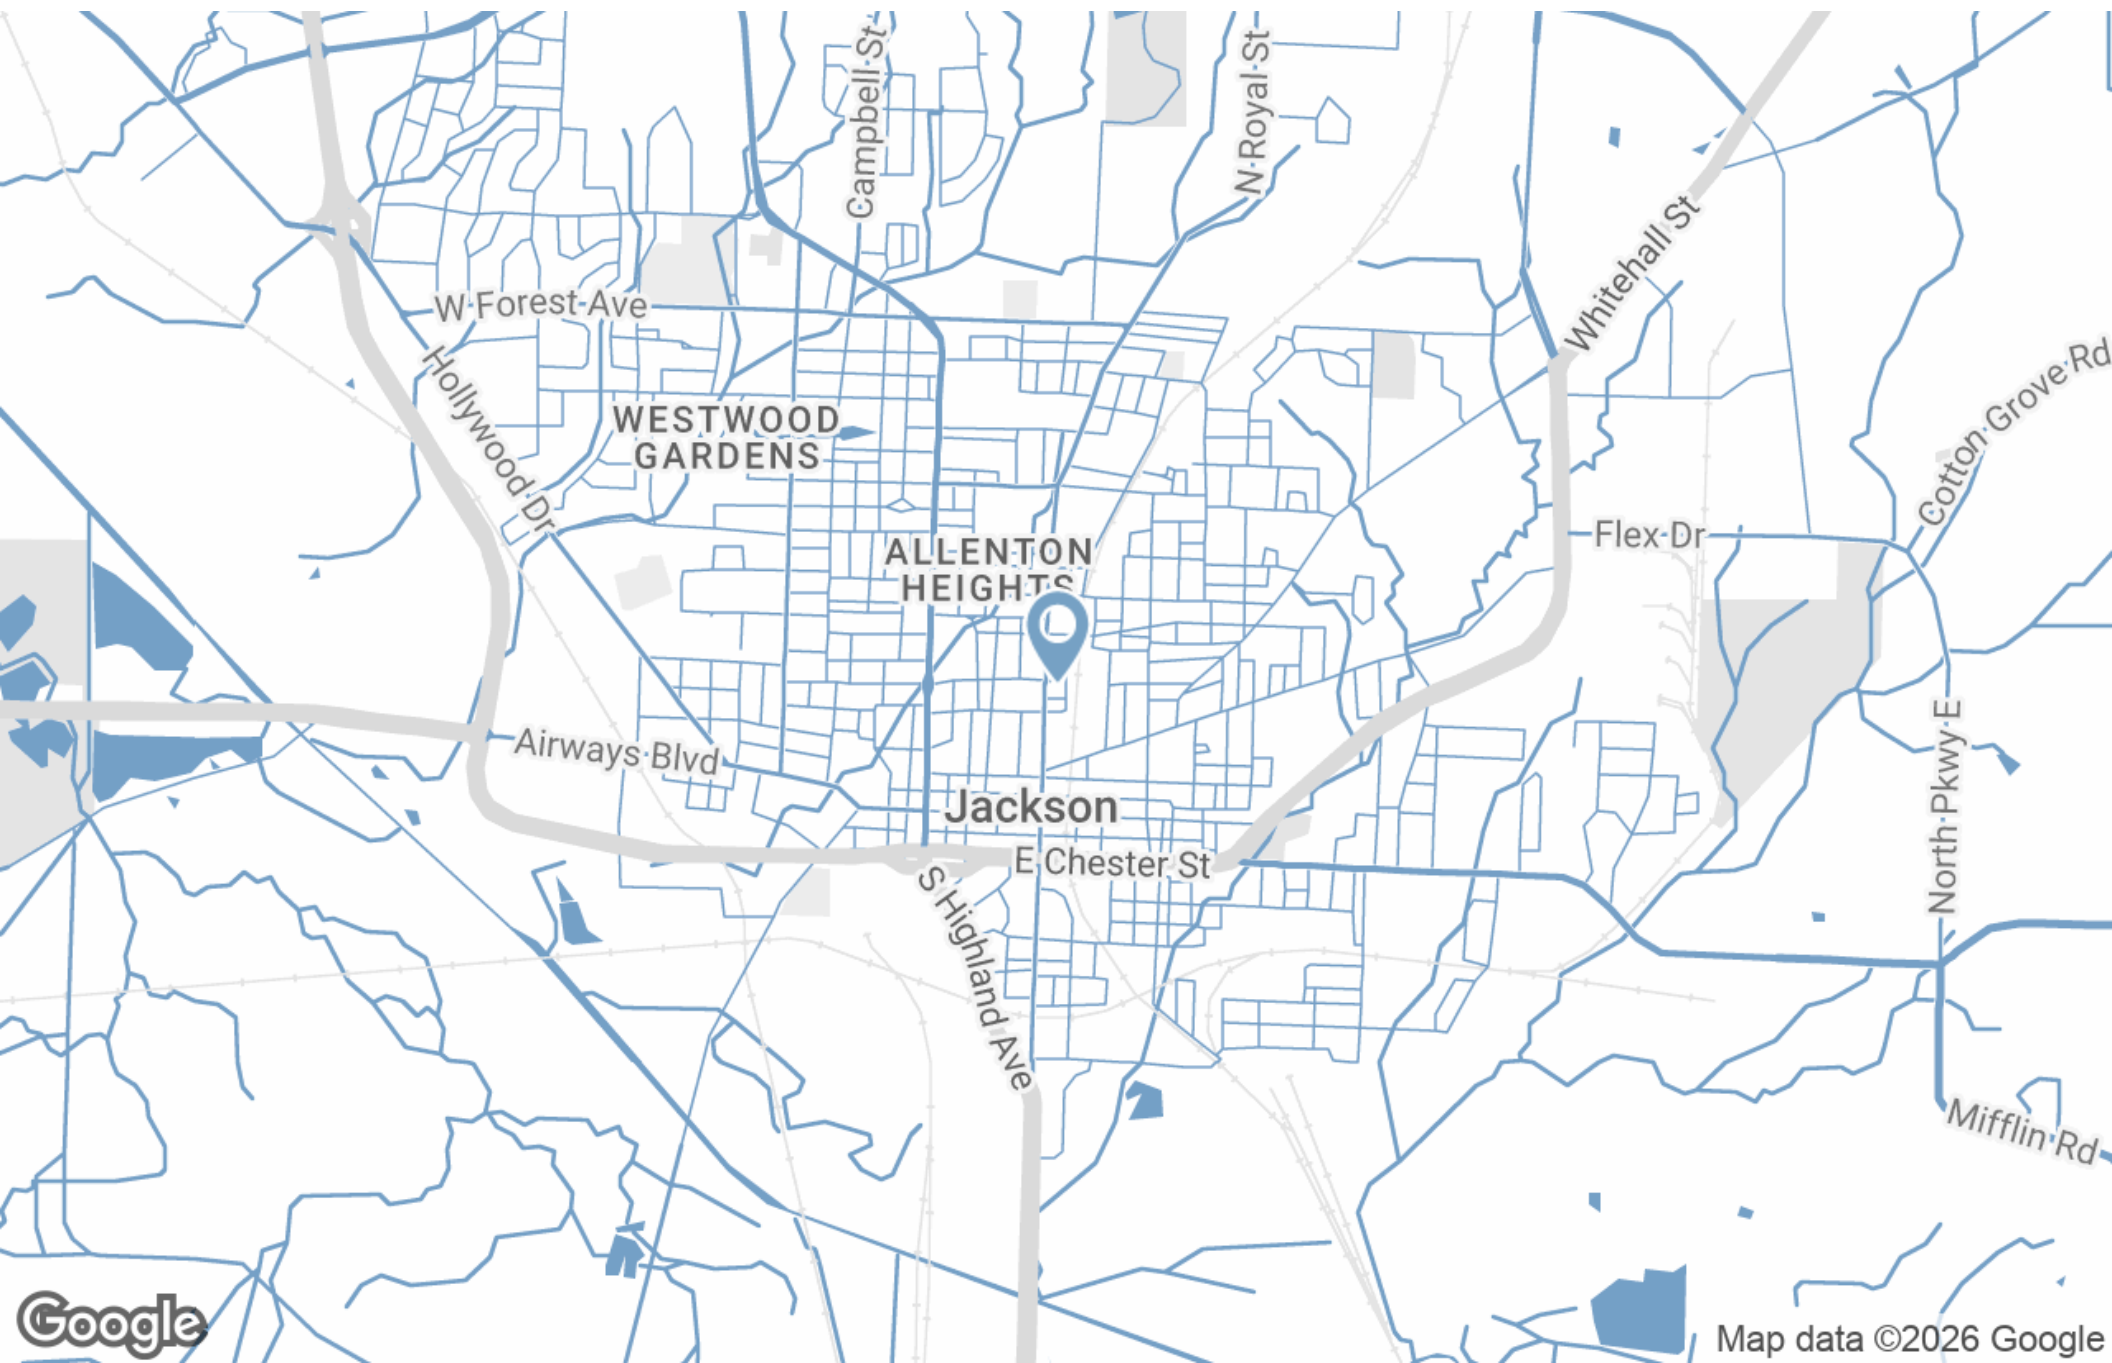 Campbell St
N Royal St
Whitehall St
W Forest Ave
Hollywood Dr
Cotton Grove Rd
WESTWOOD
GARDENS
Flex Dr
ALLENTON
HEIGHTS
Airways Blvd
North Pkwy E
Jackson
E Chester St
S Highland Ave
Mifflin Rd
Google
Map data ©2026 Google